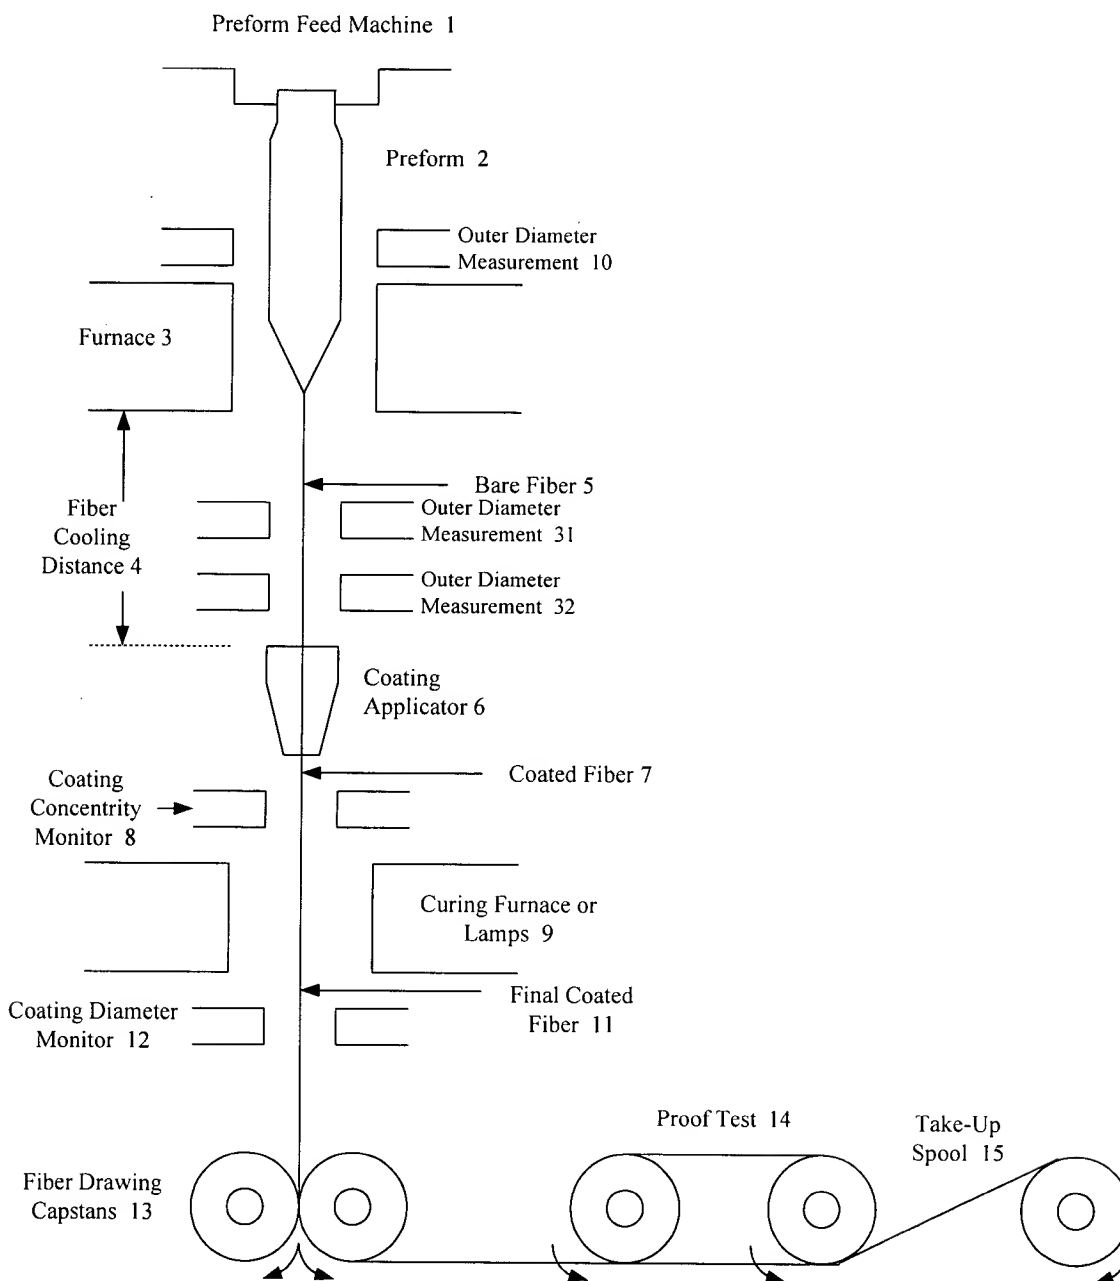 Preform Feed Machine 1
Preform 2
Outer Diameter
Measurement 10
Furnace 3
Bare Fiber 5
Outer Diameter
Measurement 31
Fiber
Cooling
Distance 4
Outer Diameter
Measurement 32
Coating
Applicator 6
Coated Fiber 7
Coating
Concentrity
Monitor 8
Curing Furnace or
Lamps 9
Final Coated
Fiber 11
Coating Diameter
Monitor 12
Proof Test 14
Take-Up
Spool 15
Fiber Drawing
Capstans 13